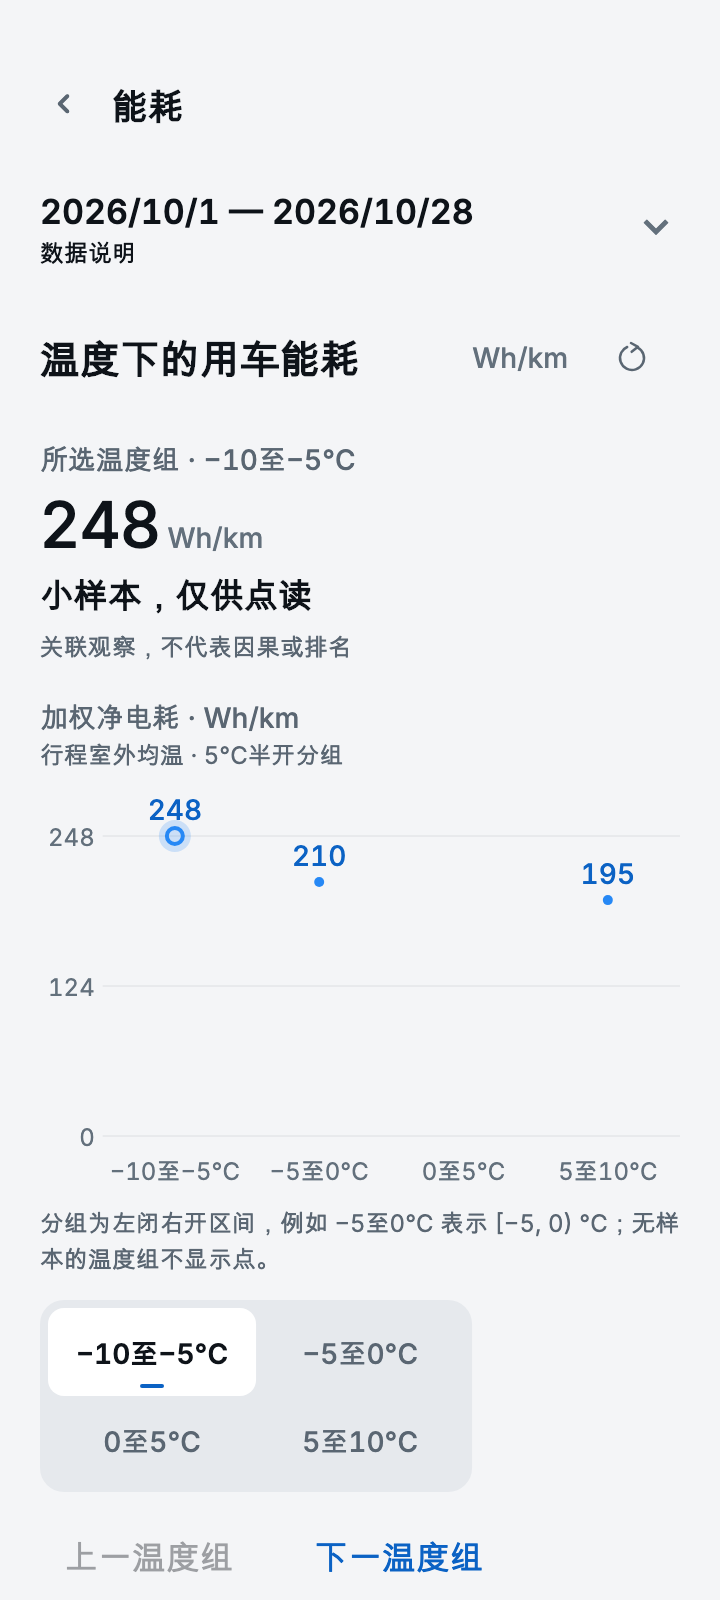 能耗
2026/10/1 — 2026/10/28
数据说明
温度下的用车能耗 Wh/km
所选温度组 · −10至−5°C
248 Wh/km
小样本，仅供点读
关联观察，不代表因果或排名
加权净电耗 · Wh/km
行程室外均温 · 5°C半开分组
248
248
210
195
124
0
−10至−5°C −5至0°C 0至5°C 5至10°C
分组为左闭右开区间，例如 −5至0°C 表示 [−5, 0) °C；无样
本的温度组不显示点。
−10至−5°C −5至0°C
0至5°C 5至10°C
上一温度组 下一温度组